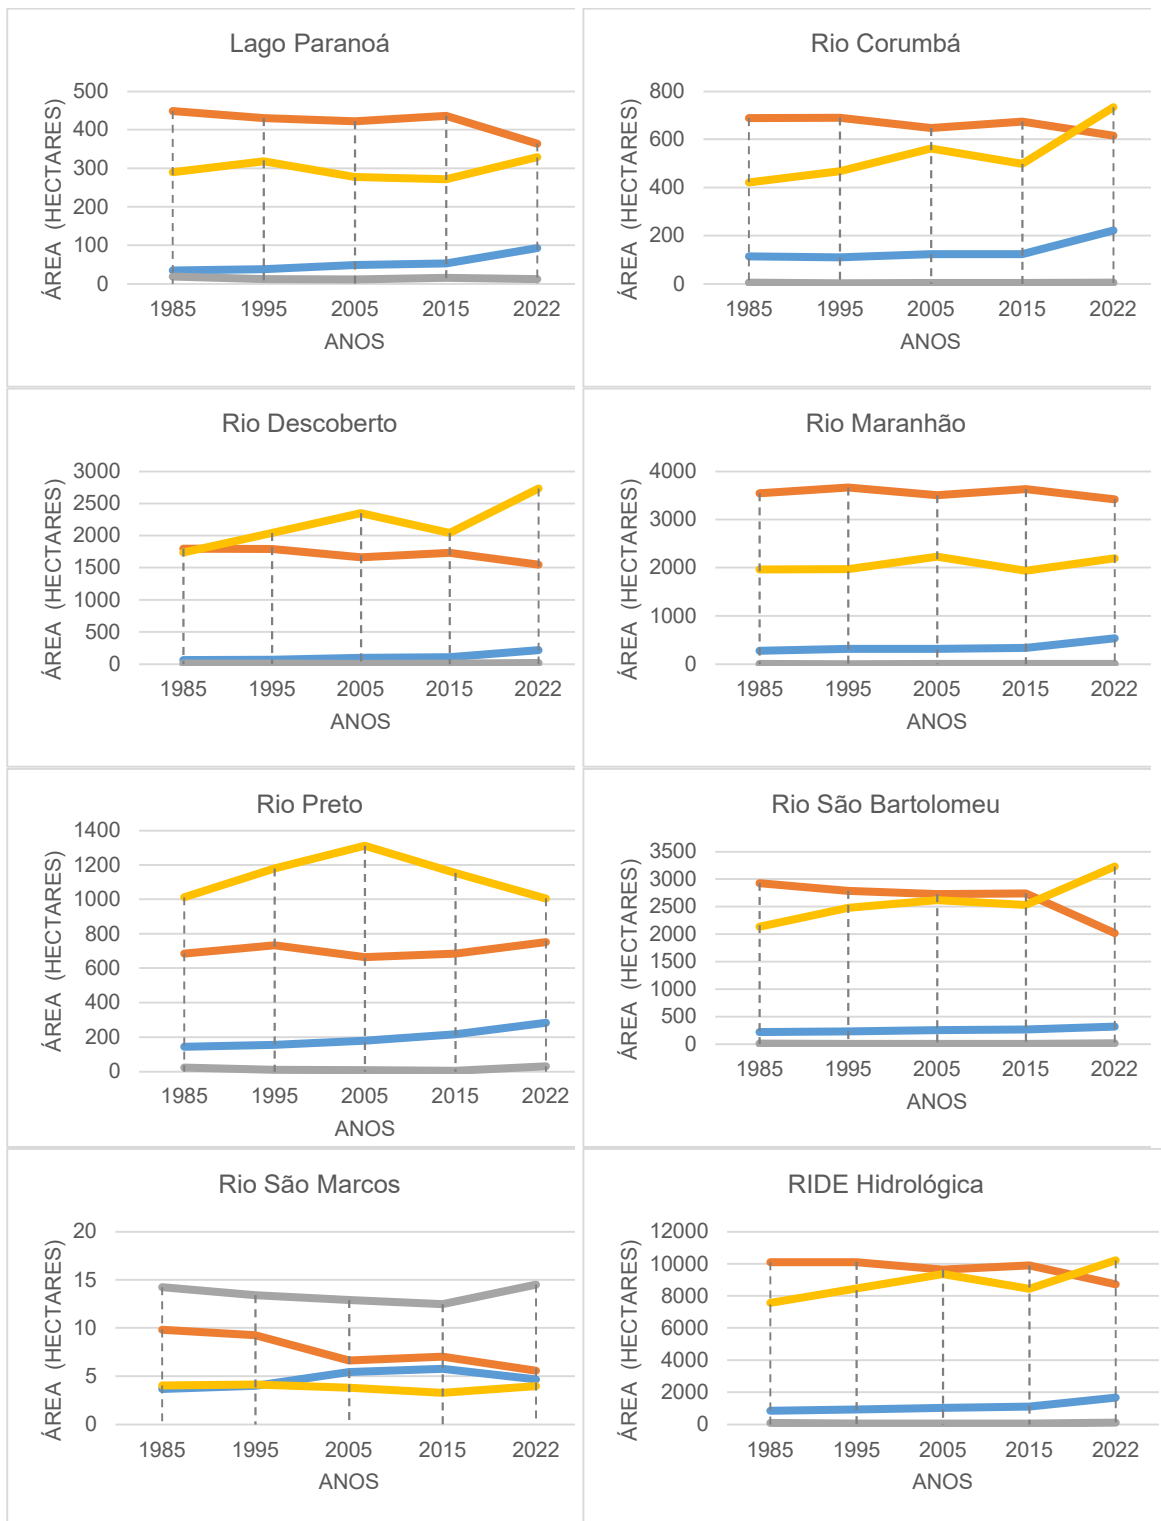 Lago Paranoá
ÁREA (HECTARES)
500
400
300
200
100
0
1985 1995 2005 2015 2022
ANOS
Rio Corumbá
ÁREA (HECTARES)
800
600
400
200
0
1985 1995 2005 2015 2022
ANOS
Rio Descoberto
ÁREA (HECTARES)
3000
2500
2000
1500
1000
500
0
1985 1995 2005 2015 2022
ANOS
Rio Maranhão
ÁREA (HECTARES)
4000
3000
2000
1000
0
1985 1995 2005 2015 2022
ANOS
Rio Preto
ÁREA (HECTARES)
1400
1200
1000
800
600
400
200
0
1985 1995 2005 2015 2022
ANOS
Rio São Bartolomeu
ÁREA (HECTARES)
3500
3000
2500
2000
1500
1000
500
0
1985 1995 2005 2015 2022
ANOS
Rio São Marcos
ÁREA (HECTARES)
20
15
10
5
0
1985 1995 2005 2015 2022
ANOS
RIDE Hidrológica
ÁREA (HECTARES)
12000
10000
8000
6000
4000
2000
0
1985 1995 2005 2015 2022
ANOS